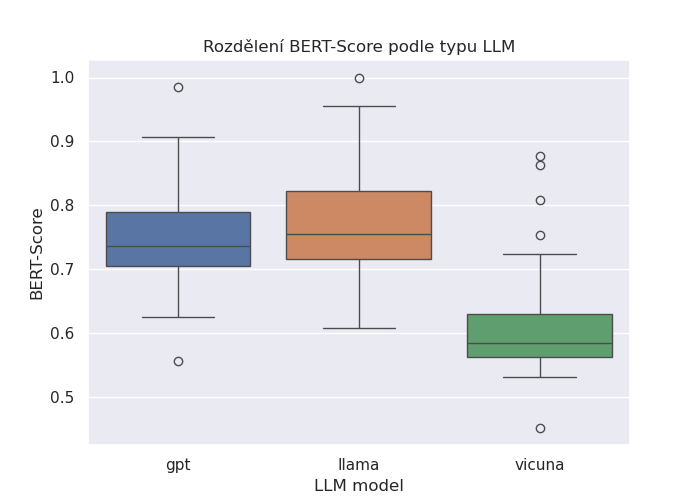 Rozdělení BERT-Score podle typu LLM
1.0
0.9
0.8
0.7
0.6
0.5
BERT-Score
gpt
llama
vicuna
LLM model